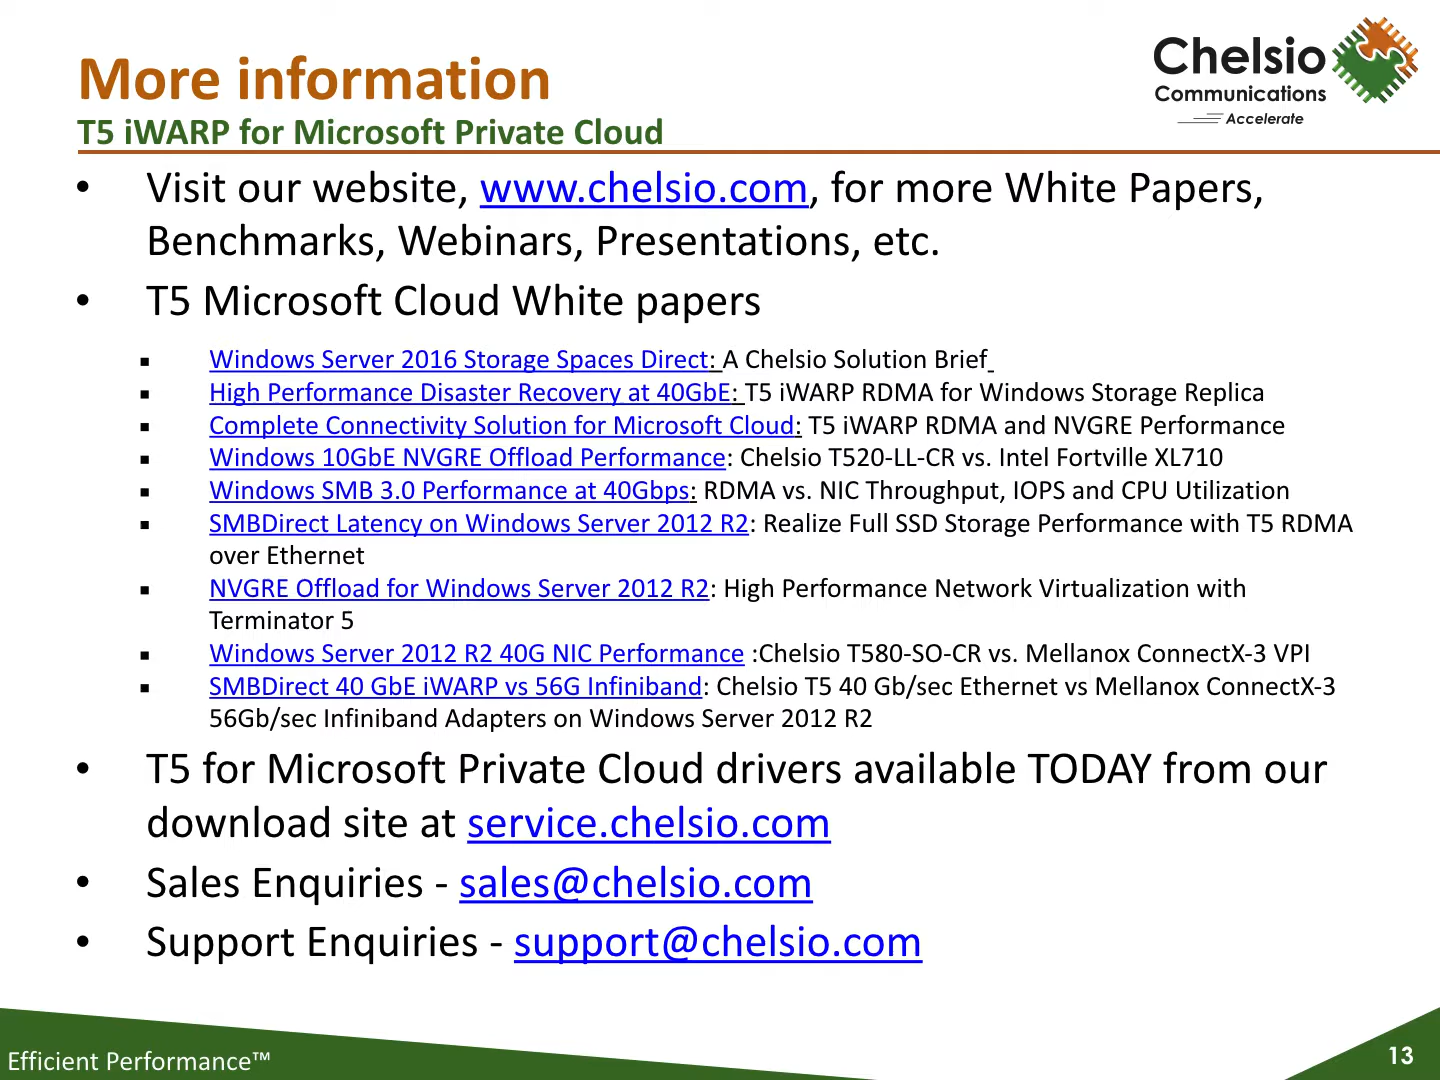 More information
T5 iWARP for Microsoft Private Cloud
Chelsio
Communications
Accelerate
• Visit our website, www.chelsio.com, for more White Papers,
Benchmarks, Webinars, Presentations, etc.
• T5 Microsoft Cloud White papers
▪ Windows Server 2016 Storage Spaces Direct: A Chelsio Solution Brief
▪ High Performance Disaster Recovery at 40GbE: T5 iWARP RDMA for Windows Storage Replica
▪ Complete Connectivity Solution for Microsoft Cloud: T5 iWARP RDMA and NVGRE Performance
▪ Windows 10GbE NVGRE Offload Performance: Chelsio T520-LL-CR vs. Intel Fortville XL710
▪ Windows SMB 3.0 Performance at 40Gbps: RDMA vs. NIC Throughput, IOPS and CPU Utilization
▪ SMBDirect Latency on Windows Server 2012 R2: Realize Full SSD Storage Performance with T5 RDMA
over Ethernet
▪ NVGRE Offload for Windows Server 2012 R2: High Performance Network Virtualization with
Terminator 5
▪ Windows Server 2012 R2 40G NIC Performance :Chelsio T580-SO-CR vs. Mellanox ConnectX-3 VPI
▪ SMBDirect 40 GbE iWARP vs 56G Infiniband: Chelsio T5 40 Gb/sec Ethernet vs Mellanox ConnectX-3
56Gb/sec Infiniband Adapters on Windows Server 2012 R2
• T5 for Microsoft Private Cloud drivers available TODAY from our
download site at service.chelsio.com
• Sales Enquiries - sales@chelsio.com
• Support Enquiries - support@chelsio.com
Efficient Performance™
13